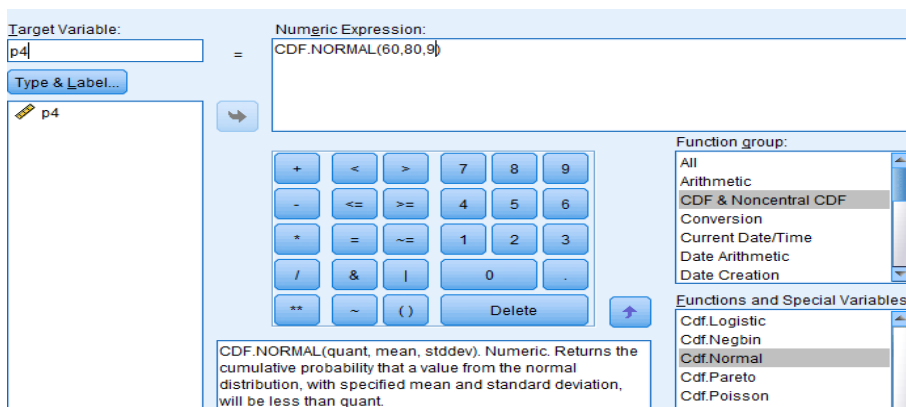 Target Variable:
p4
=
Numeric Expression:
CDF.NORMAL(60,80,9)
Type & Label...
p4
+ < > 7 8 9
- <= >= 4 5 6
* = ~= 1 2 3
/ & | 0 .
** ~ ( ) Delete
CDF.NORMAL(quant, mean, stddev). Numeric. Returns the
cumulative probability that a value from the normal
distribution, with specified mean and standard deviation,
will be less than quant.
Function group:
All
Arithmetic
CDF & Noncentral CDF
Conversion
Current Date/Time
Date Arithmetic
Date Creation
Functions and Special Variables
Cdf.Logistic
Cdf.Negbin
Cdf.Normal
Cdf.Pareto
Cdf.Poisson